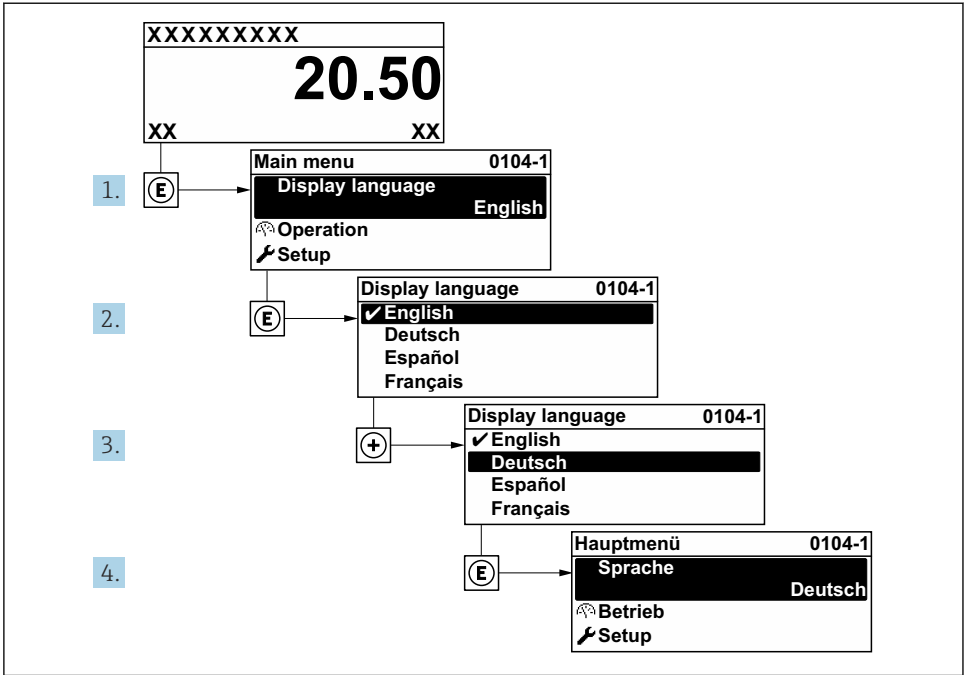 XXXXXXXXX
20.50
XX XX
1. E
Main menu 0104-1
Display language
English
Operation
Setup
2. E
Display language 0104-1
✔English
Deutsch
Español
Français
3. +
Display language 0104-1
✔English
Deutsch
Español
Français
4. E
Hauptmenü 0104-1
Sprache
Deutsch
Betrieb
Setup